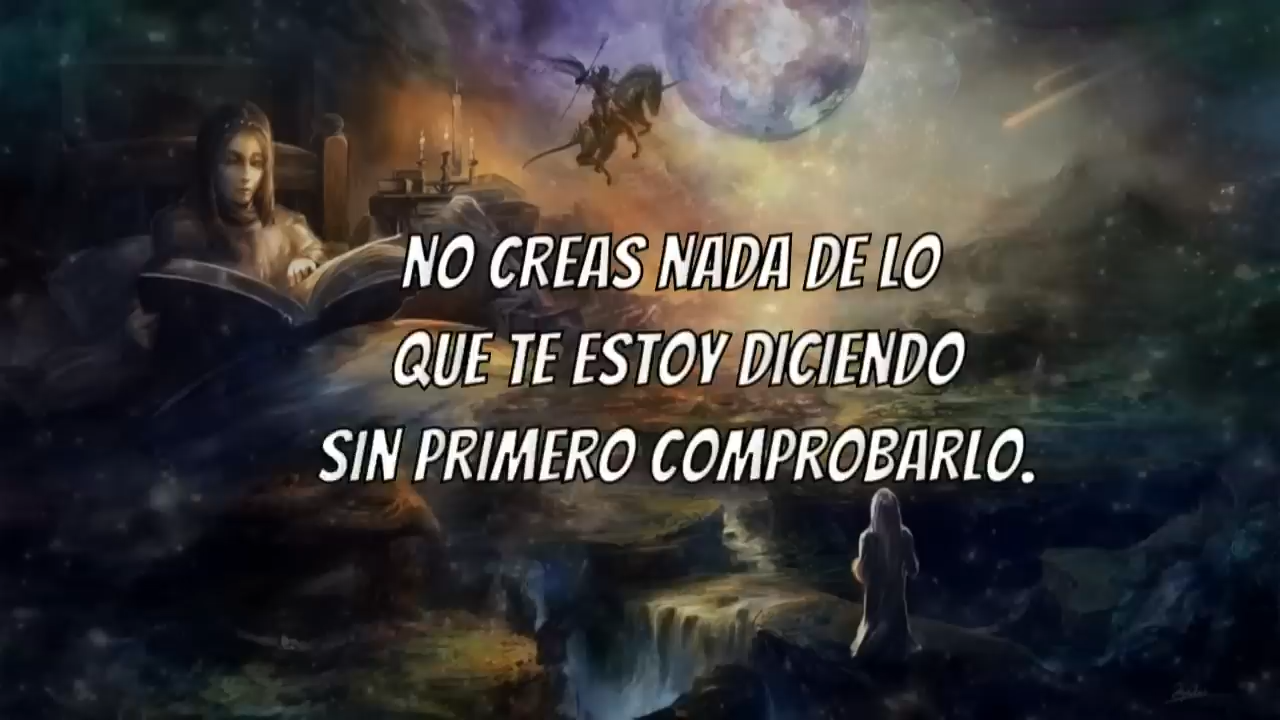 NO CREAS NADA DE LO
QUE TE ESTOY DICIENDO
SIN PRIMERO COMPROBARLO.